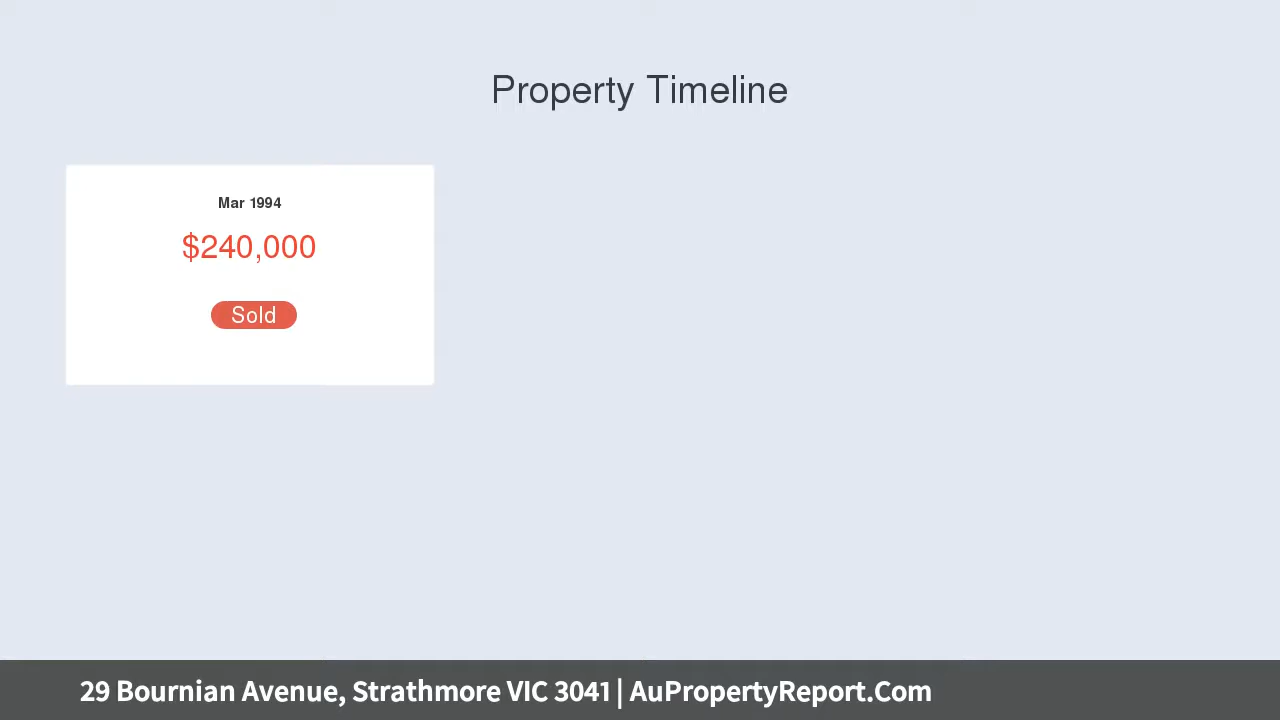 Property Timeline
Mar 1994
$240,000
Sold
29 Bournian Avenue, Strathmore VIC 3041 | AuPropertyReport.Com